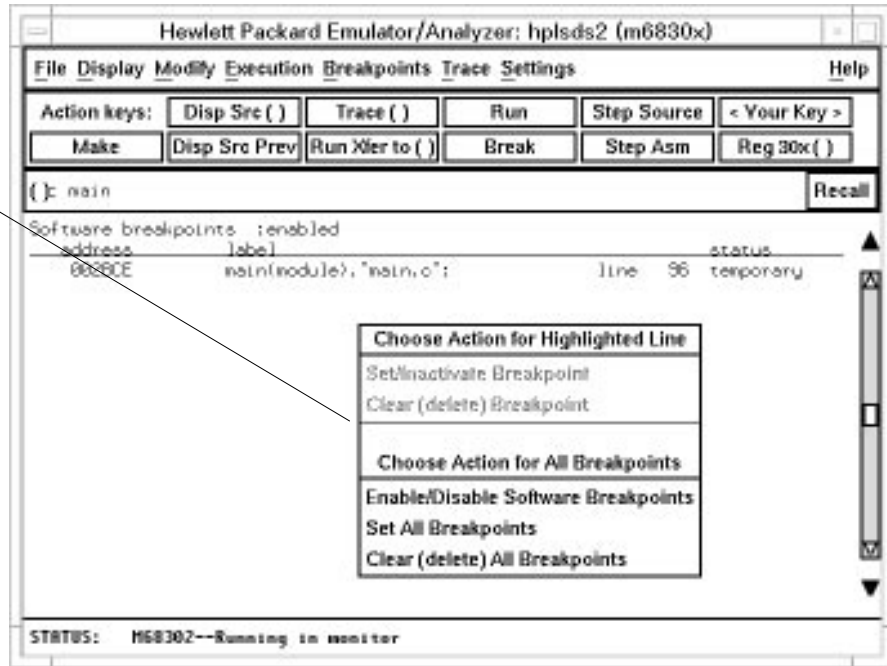 Hewlett Packard Emulator/Analyzer: hplsds2 (m6830x)
File Display Modify Execution Breakpoints Trace Settings Help
Action keys: Disp Src ( ) Trace ( ) Run Step Source < Your Key >
Make Disp Src Prev Run Xfer to ( ) Break Step Asm Reg 30x ( )
( ): main Recall
Software breakpoints :enabled
address label status
main(module)."main.c": line 96 temporary
Choose Action for Highlighted Line
Set/Inactivate Breakpoint
Clear (delete) Breakpoint
Choose Action for All Breakpoints
Enable/Disable Software Breakpoints
Set All Breakpoints
Clear (delete) All Breakpoints
STATUS: M68302--Running in monitor